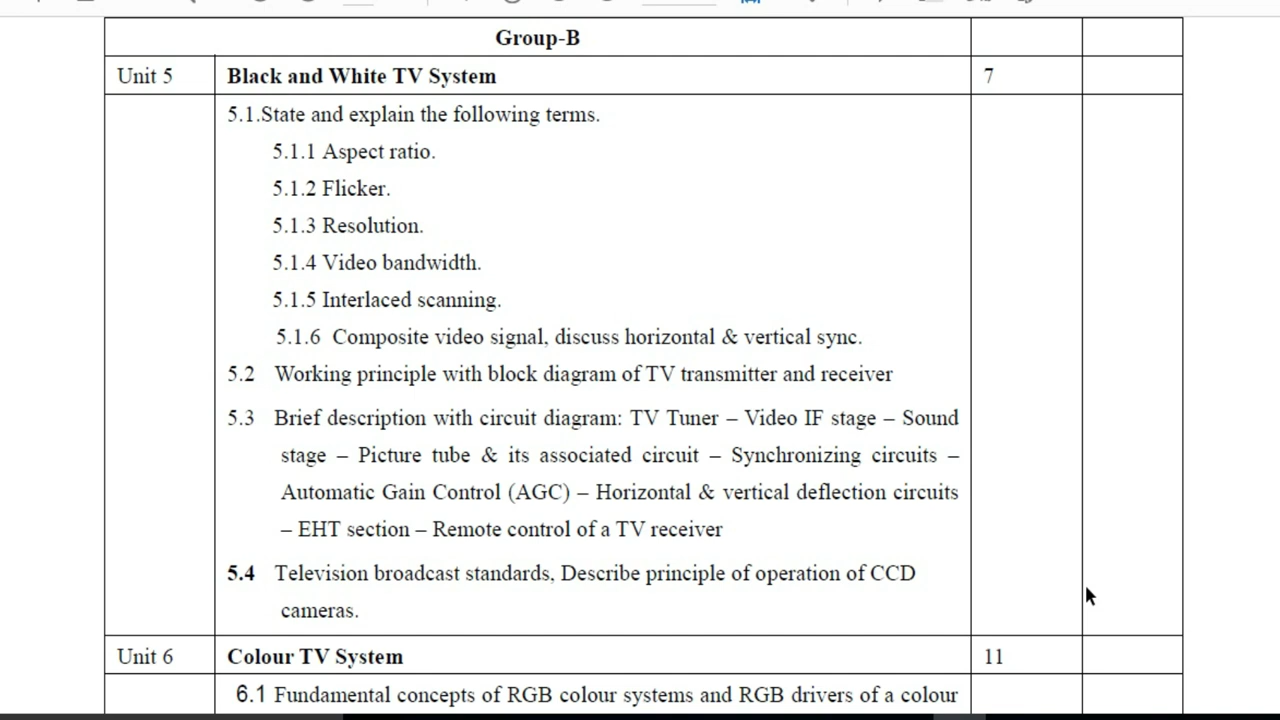 Group-B
Unit 5 Black and White TV System 7
5.1.State and explain the following terms.
5.1.1 Aspect ratio.
5.1.2 Flicker.
5.1.3 Resolution.
5.1.4 Video bandwidth.
5.1.5 Interlaced scanning.
5.1.6 Composite video signal, discuss horizontal & vertical sync.
5.2 Working principle with block diagram of TV transmitter and receiver
5.3 Brief description with circuit diagram: TV Tuner – Video IF stage – Sound
stage – Picture tube & its associated circuit – Synchronizing circuits –
Automatic Gain Control (AGC) – Horizontal & vertical deflection circuits
– EHT section – Remote control of a TV receiver
5.4 Television broadcast standards, Describe principle of operation of CCD
cameras.
Unit 6 Colour TV System 11
6.1 Fundamental concepts of RGB colour systems and RGB drivers of a colour